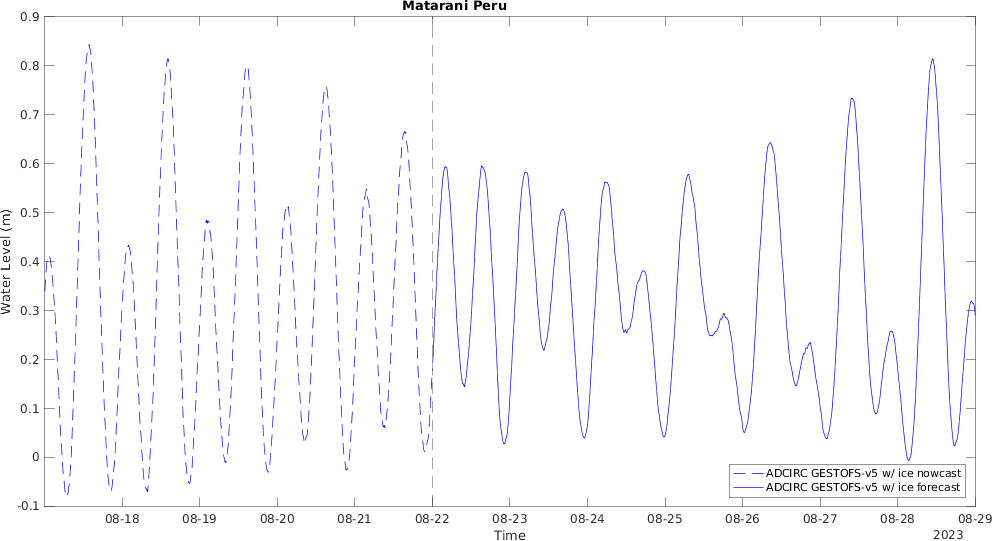 Matarani Peru
0.9
0.8
0.7
0.6
0.5
0.4
0.3
0.2
0.1
0
-0.1
Water Level (m)
08-18 08-19 08-20 08-21 08-22 08-23 08-24 08-25 08-26 08-27 08-28 08-29
Time
2023
ADCIRC GESTOFS-v5 w/ ice nowcast
ADCIRC GESTOFS-v5 w/ ice forecast